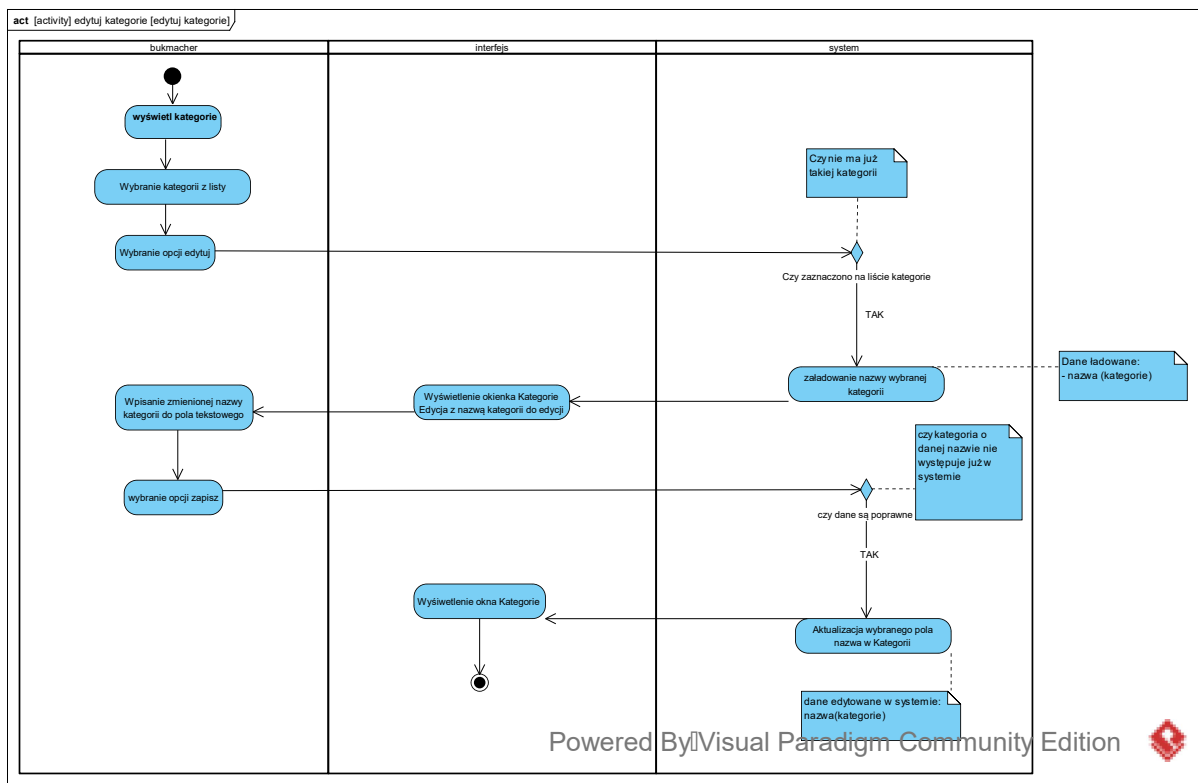 act [activity] edytuj kategorie [edytuj kategorie]
bukmacher
interfejs
system
wyświetl kategorie
Wybranie kategorii z listy
Wybranie opcji edytuj
Czy nie ma już
takiej kategorii
Czy zaznaczono na liście kategorie
TAK
załadowanie nazwy wybranej
kategorii
Dane ładowane:
- nazwa (kategorie)
Wyświetlenie okienka Kategorie
Edycja z nazwą kategorii do edycji
Wpisanie zmienionej nazwy
kategorii do pola tekstowego
wybranie opcji zapisz
czy kategoria o
danej nazwie nie
występuje już w
systemie
czy dane są poprawne
TAK
Aktualizacja wybranego pola
nazwa w Kategorii
Wyśiwetlenie okna Kategorie
dane edytowane w systemie:
nazwa(kategorie)
Powered By Visual Paradigm Community Edition